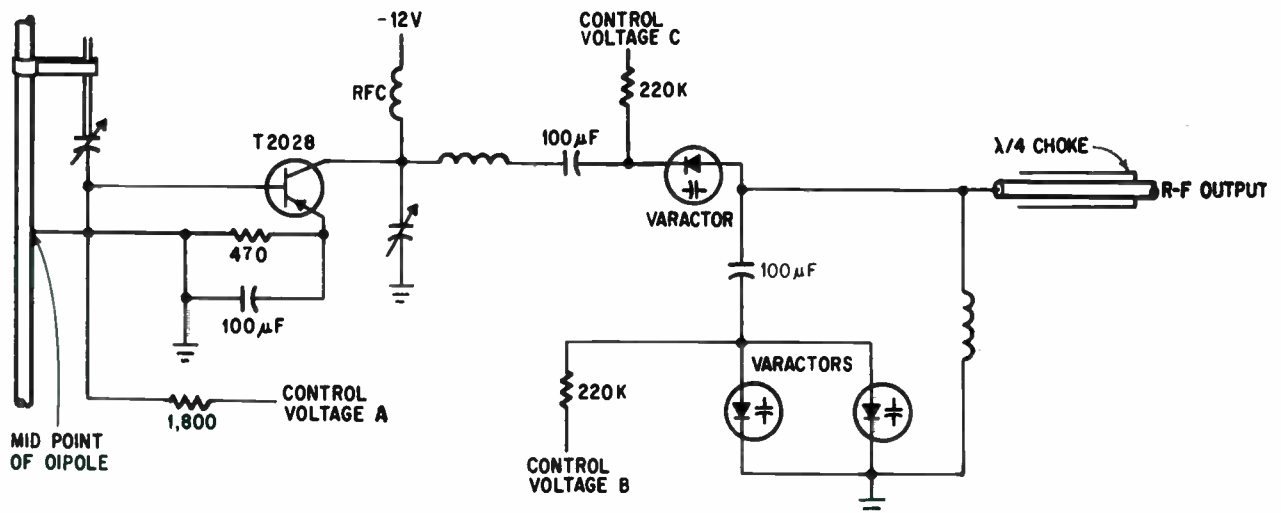 -12V
CONTROL
VOLTAGE C
RFC
220K
T2028
100µF
λ/4 CHOKE
R-F OUTPUT
VARACTOR
470
100µF
100µF
VARACTORS
220K
CONTROL
VOLTAGE A
1,800
MID POINT
OF OIPOLE
CONTROL
VOLTAGE B